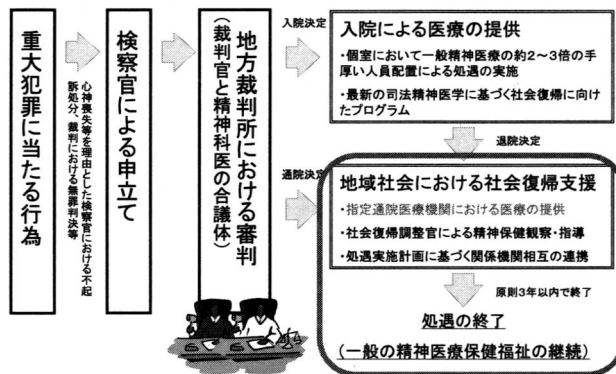 重大犯罪に当たる行為
心神喪失等を理由とした検察官における不起
訴処分、裁判における無罪判決等
検察官による申立て
地方裁判所における審判
(裁判官と精神科医の合議体)
入院決定
入院による医療の提供
・個室において一般精神医療の約2~3倍の手
厚い人員配置による処遇の実施
・最新の司法精神医学に基づく社会復帰に向け
たプログラム
退院決定
通院決定
地域社会における社会復帰支援
・指定通院医療機関における医療の提供
・社会復帰調整官による精神保健観察・指導
・処遇実施計画に基づく関係機関相互の連携
原則3年以内で終了
処遇の終了
(一般の精神医療保健福祉の継続)